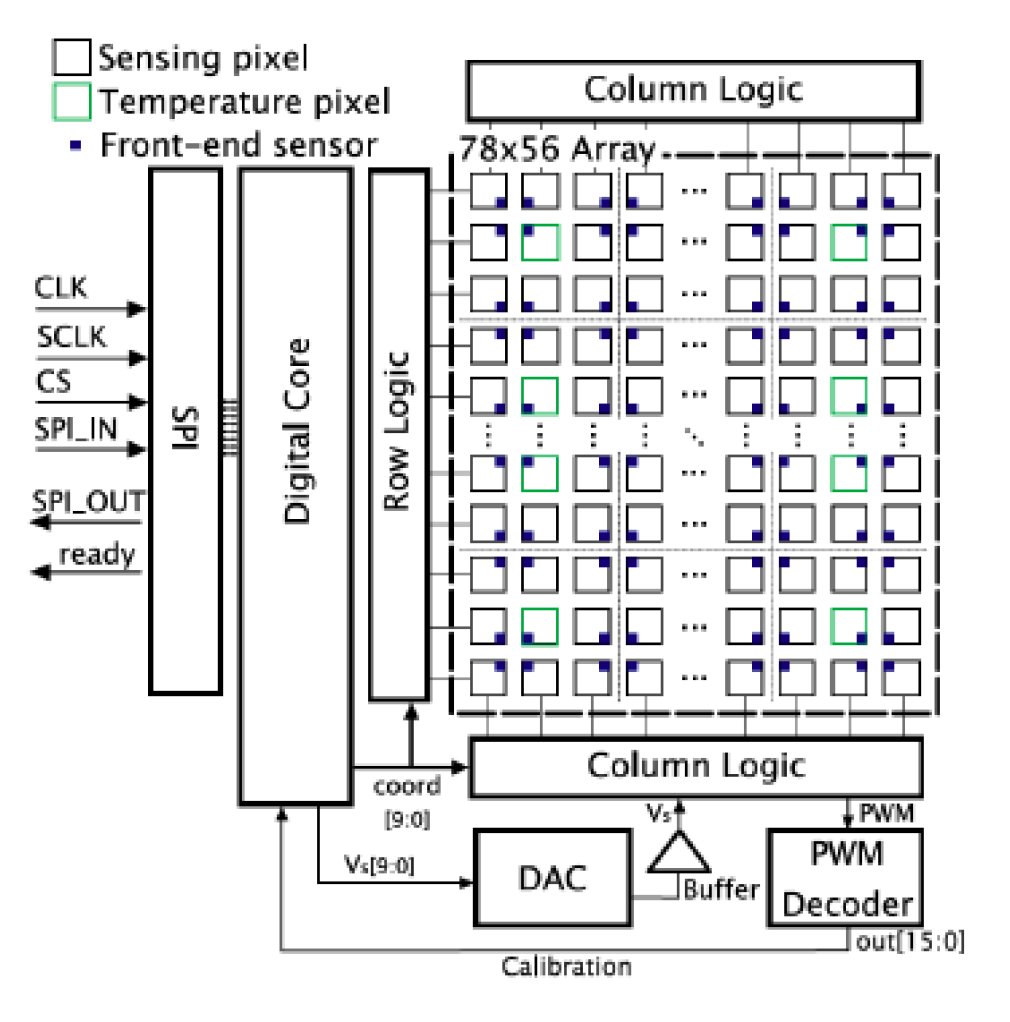 Sensing pixel
Temperature pixel
Front-end sensor
Column Logic
78x56 Array
CLK
SCLK
CS
SPI_IN
SPI_OUT
ready
SPI
Digital Core
Row Logic
coord
[9:0]
Column Logic
Vs
PWM
Vs[9:0]
DAC
Buffer
PWM
Decoder
out[15:0]
Calibration